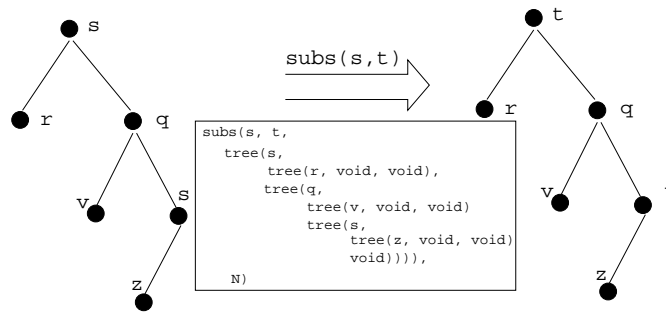 s
r
q
v
s
z
subs(s,t)
subs(s, t,
tree(s,
tree(r, void, void),
tree(q,
tree(v, void, void)
tree(s,
tree(z, void, void)
void)))),
N)
t
r
q
v
z